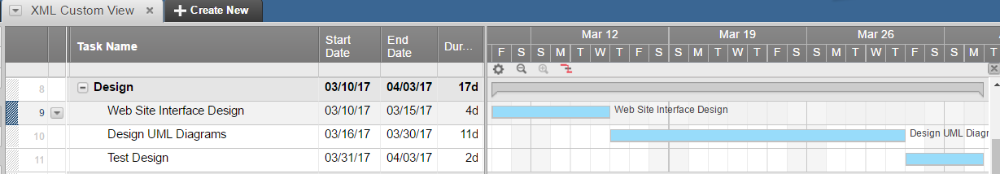 XML Custom View × + Create New
Task Name Start Date End Date Dur... Mar 12 Mar 19 Mar 26
F S S M T W T F S S M T W T F S S M T W T F S S M T
8 Design 03/10/17 04/03/17 17d
9 Web Site Interface Design 03/10/17 03/15/17 4d Web Site Interface Design
10 Design UML Diagrams 03/16/17 03/30/17 11d Design UML Diagr
11 Test Design 03/31/17 04/03/17 2d